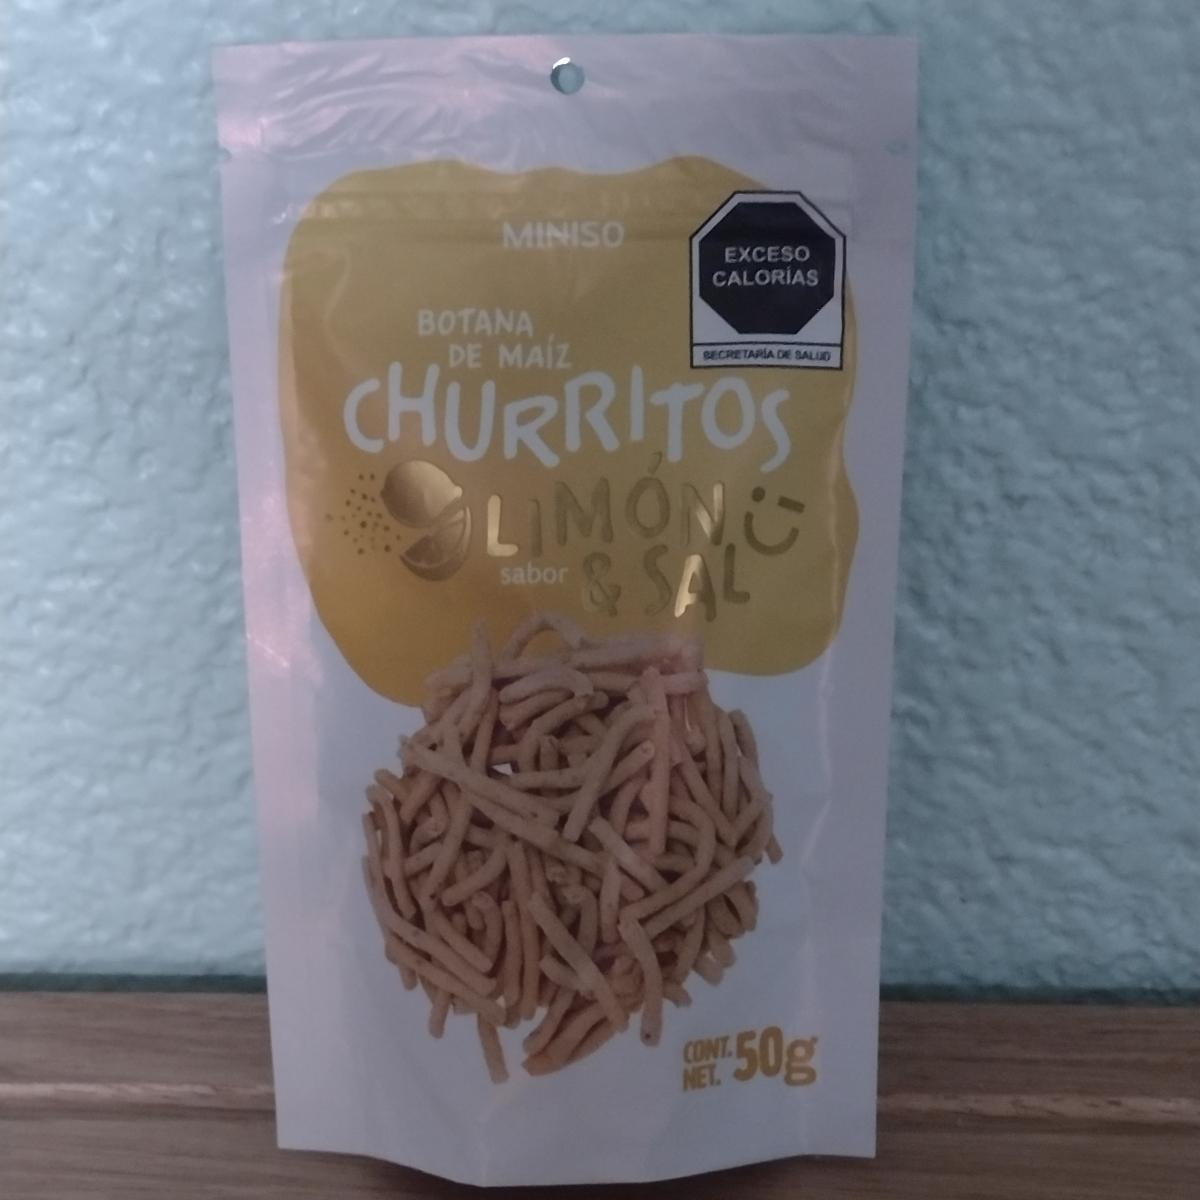 MINISO
EXCESO
CALORÍAS
SECRETARÍA DE SALUD
BOTANA
DE MAÍZ
CHURRITOS
LIMÓN
sabor & SAL
CONT. 50g
NET.